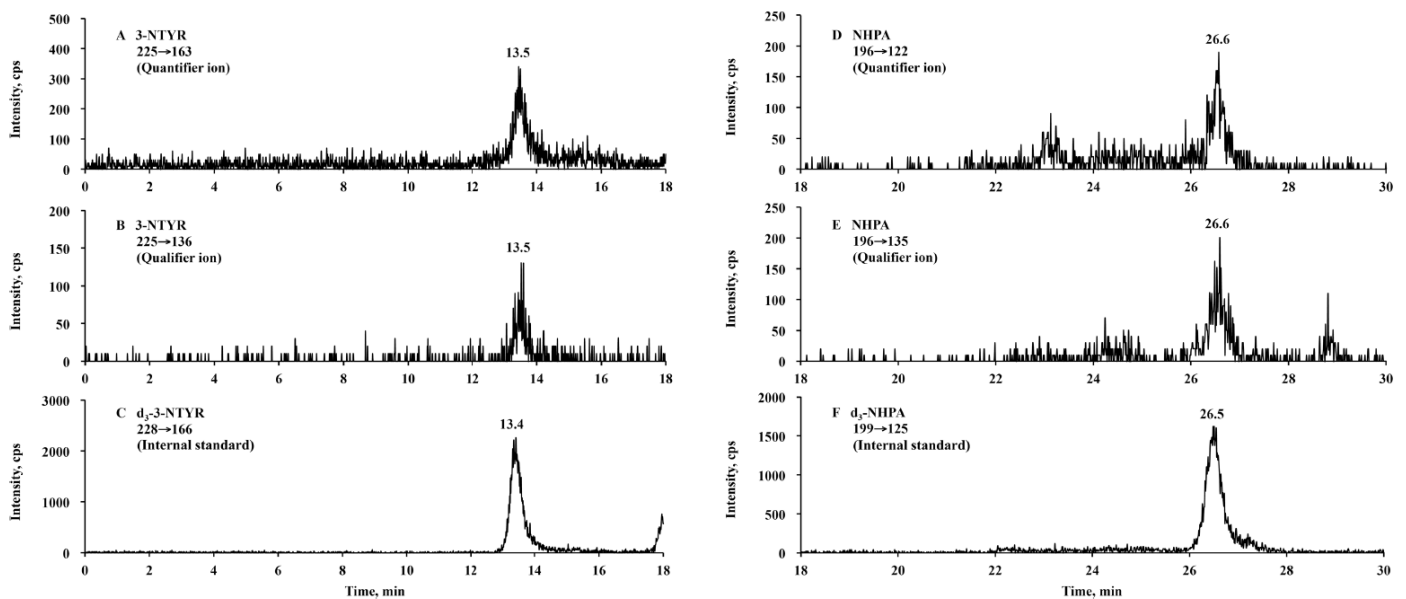 A 3-NTYR
225→163
(Quantifier ion)
13.5
Intensity, cps
500
400
300
200
100
0
0 2 4 6 8 10 12 14 16 18
B 3-NTYR
225→136
(Qualifier ion)
13.5
Intensity, cps
200
150
100
50
0
0 2 4 6 8 10 12 14 16 18
C d₃-3-NTYR
228→166
(Internal standard)
13.4
Intensity, cps
3000
2000
1000
0
0 2 4 6 8 10 12 14 16 18
Time, min
D NHPA
196→122
(Quantifier ion)
26.6
Intensity, cps
250
200
150
100
50
0
18 20 22 24 26 28 30
E NHPA
196→135
(Qualifier ion)
26.6
Intensity, cps
250
200
150
100
50
0
18 20 22 24 26 28 30
F d₃-NHPA
199→125
(Internal standard)
26.5
Intensity, cps
2000
1500
1000
500
0
18 20 22 24 26 28 30
Time, min